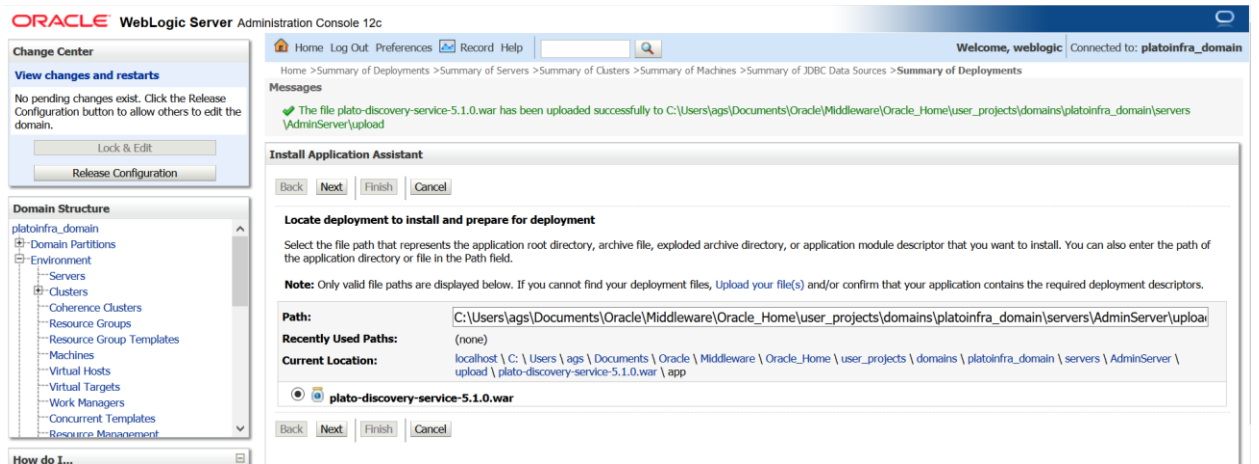 ORACLE WebLogic Server Administration Console 12c
Change Center
View changes and restarts
No pending changes exist. Click the Release
Configuration button to allow others to edit the
domain.
Lock & Edit
Release Configuration
Domain Structure
platoinfra_domain
Domain Partitions
Environment
Servers
Clusters
Coherence Clusters
Resource Groups
Resource Group Templates
Machines
Virtual Hosts
Virtual Targets
Work Managers
Concurrent Templates
Resource Management
How do I...
Home Log Out Preferences Record Help
Welcome, weblogic Connected to: platoinfra_domain
Home >Summary of Deployments >Summary of Servers >Summary of Clusters >Summary of Machines >Summary of JDBC Data Sources >Summary of Deployments
Messages
The file plato-discovery-service-5.1.0.war has been uploaded successfully to C:\Users\ags\Documents\Oracle\Middleware\Oracle_Home\user_projects\domains\platoinfra_domain\servers
\AdminServer\upload
Install Application Assistant
Back Next Finish Cancel
Locate deployment to install and prepare for deployment
Select the file path that represents the application root directory, archive file, exploded archive directory, or application module descriptor that you want to install. You can also enter the path of
the application directory or file in the Path field.
Note: Only valid file paths are displayed below. If you cannot find your deployment files, Upload your file(s) and/or confirm that your application contains the required deployment descriptors.
Path: C:\Users\ags\Documents\Oracle\Middleware\Oracle_Home\user_projects\domains\platoinfra_domain\servers\AdminServer\uploa
Recently Used Paths: (none)
Current Location: localhost \ C: \ Users \ ags \ Documents \ Oracle \ Middleware \ Oracle_Home \ user_projects \ domains \ platoinfra_domain \ servers \ AdminServer \
upload \ plato-discovery-service-5.1.0.war \ app
plato-discovery-service-5.1.0.war
Back Next Finish Cancel